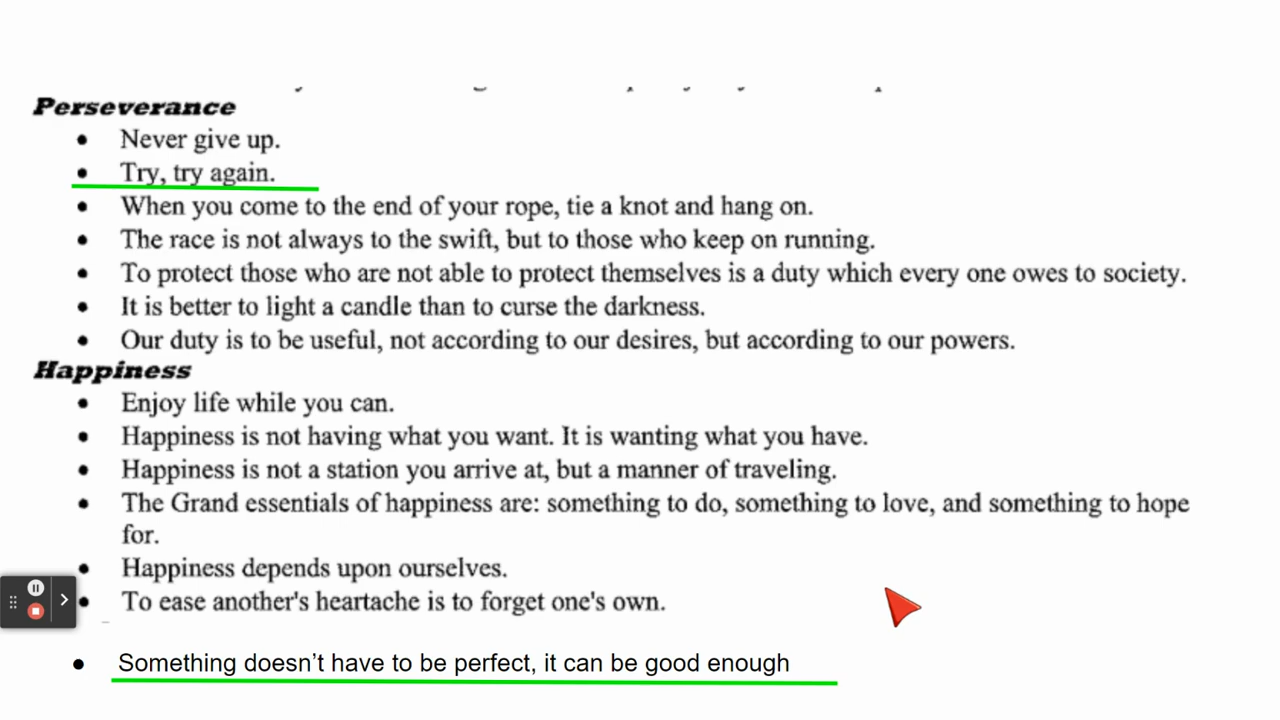 Perseverance
• Never give up.
• Try, try again.
• When you come to the end of your rope, tie a knot and hang on.
• The race is not always to the swift, but to those who keep on running.
• To protect those who are not able to protect themselves is a duty which every one owes to society.
• It is better to light a candle than to curse the darkness.
• Our duty is to be useful, not according to our desires, but according to our powers.
Happiness
• Enjoy life while you can.
• Happiness is not having what you want. It is wanting what you have.
• Happiness is not a station you arrive at, but a manner of traveling.
• The Grand essentials of happiness are: something to do, something to love, and something to hope
for.
• Happiness depends upon ourselves.
• To ease another's heartache is to forget one's own.
• Something doesn’t have to be perfect, it can be good enough